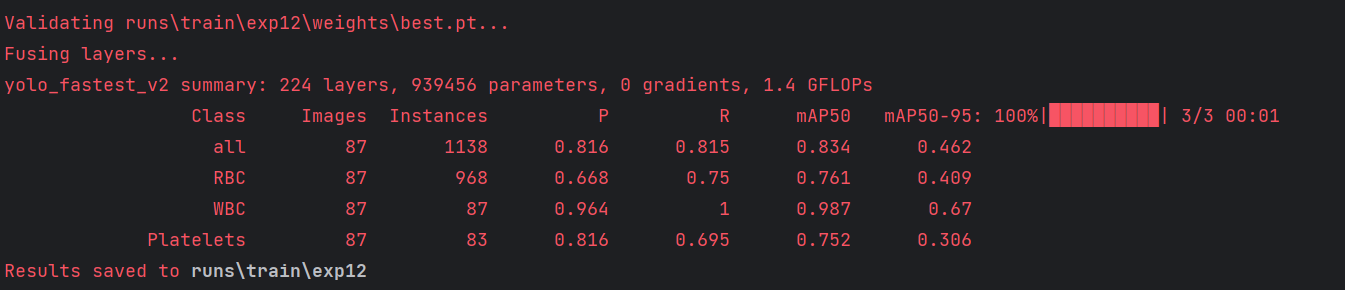 Validating runs\train\exp12\weights\best.pt...
Fusing layers...
yolo_fastest_v2 summary: 224 layers, 939456 parameters, 0 gradients, 1.4 GFLOPs
Class Images Instances P R mAP50 mAP50-95: 100%|██████████| 3/3 00:01
all 87 1138 0.816 0.815 0.834 0.462
RBC 87 968 0.668 0.75 0.761 0.409
WBC 87 87 0.964 1 0.987 0.67
Platelets 87 83 0.816 0.695 0.752 0.306
Results saved to runs\train\exp12